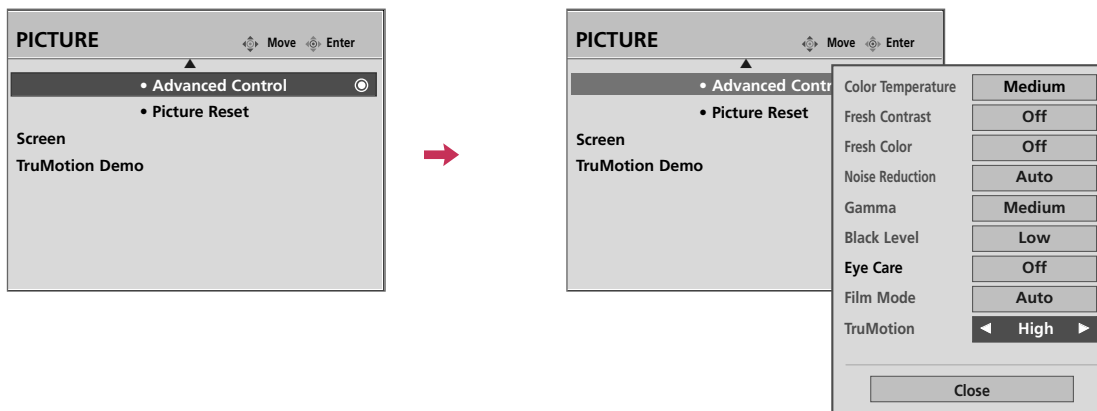 PICTURE
Move Enter
• Advanced Control
• Picture Reset
Screen
TruMotion Demo
PICTURE
Move Enter
• Advanced Contr
• Picture Reset
Screen
TruMotion Demo
Color Temperature Medium
Fresh Contrast Off
Fresh Color Off
Noise Reduction Auto
Gamma Medium
Black Level Low
Eye Care Off
Film Mode Auto
TruMotion ◀ High ▶
Close